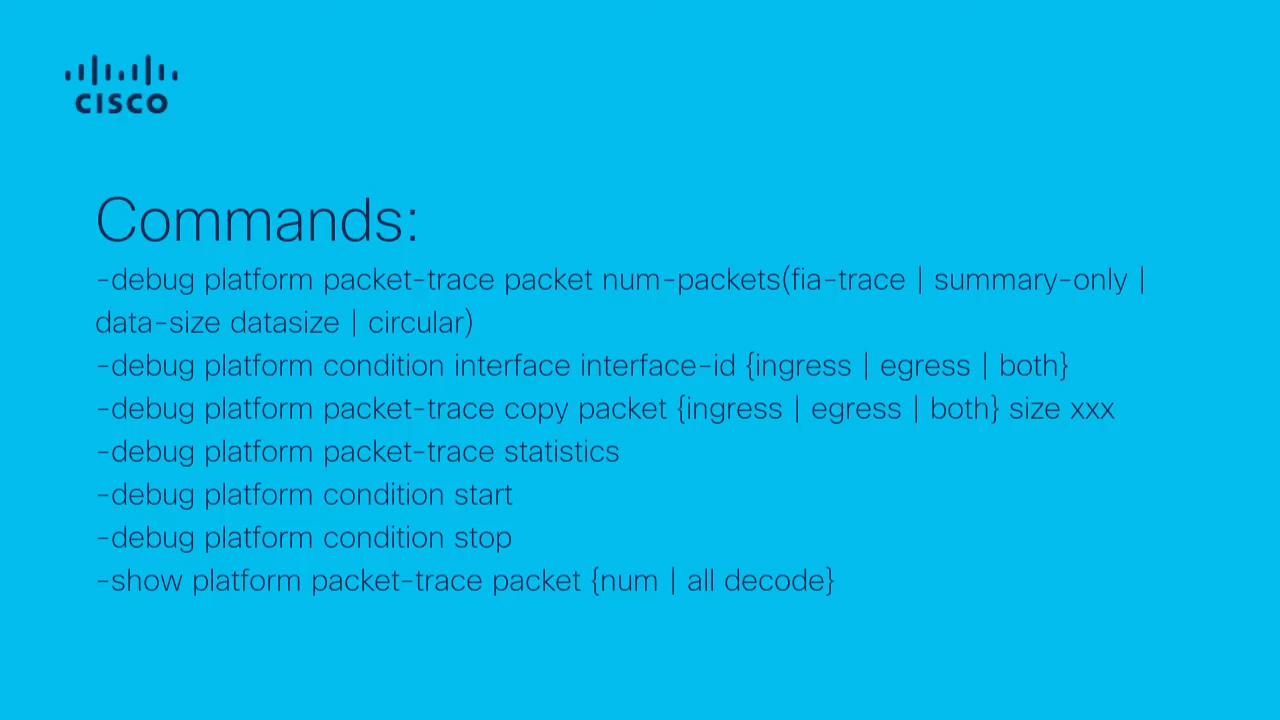 CISCO
Commands:
-debug platform packet-trace packet num-packets(fia-trace | summary-only |
data-size datasize | circular)
-debug platform condition interface interface-id {ingress | egress | both}
-debug platform packet-trace copy packet {ingress | egress | both} size xxx
-debug platform packet-trace statistics
-debug platform condition start
-debug platform condition stop
-show platform packet-trace packet {num | all decode}